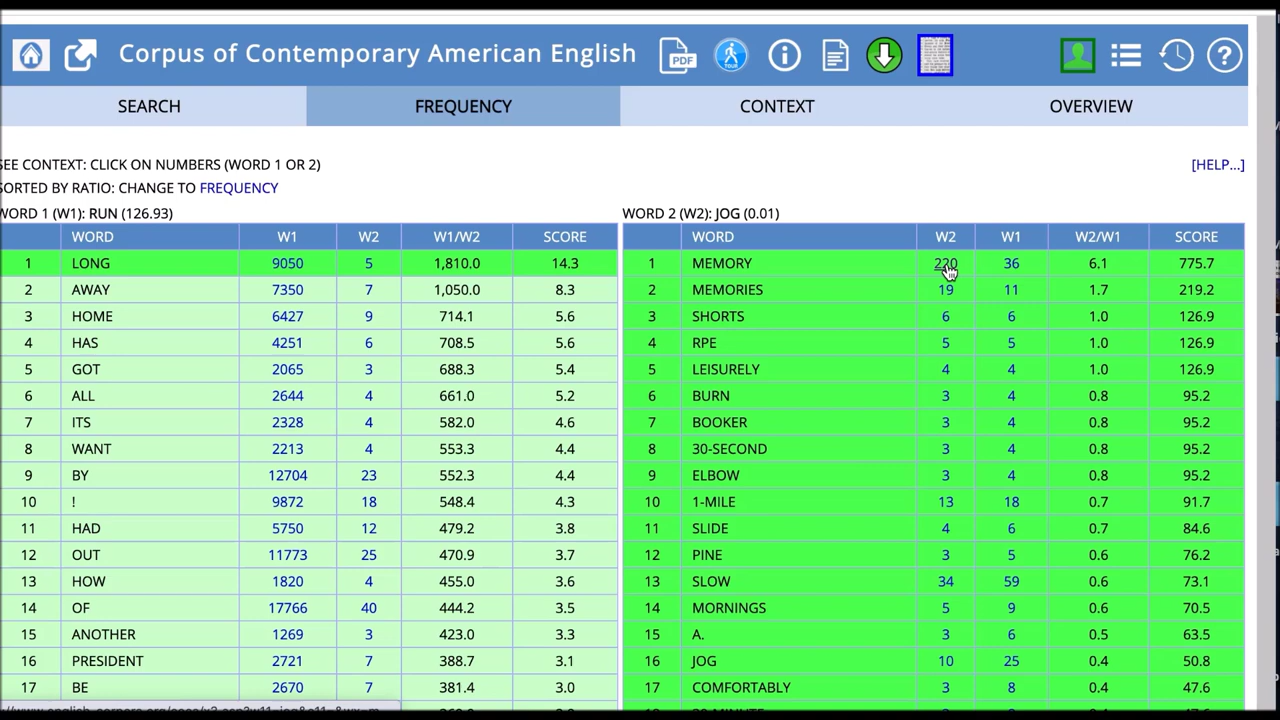 Corpus of Contemporary American English PDF TOUR
SEARCH FREQUENCY CONTEXT OVERVIEW
SEE CONTEXT: CLICK ON NUMBERS (WORD 1 OR 2) [HELP...]
SORTED BY RATIO: CHANGE TO FREQUENCY
WORD 1 (W1): RUN (126.93) WORD 2 (W2): JOG (0.01)
WORD W1 W2 W1/W2 SCORE WORD W2 W1 W2/W1 SCORE
1 LONG 9050 5 1,810.0 14.3 1 MEMORY 220 36 6.1 775.7
2 AWAY 7350 7 1,050.0 8.3 2 MEMORIES 19 11 1.7 219.2
3 HOME 6427 9 714.1 5.6 3 SHORTS 6 6 1.0 126.9
4 HAS 4251 6 708.5 5.6 4 RPE 5 5 1.0 126.9
5 GOT 2065 3 688.3 5.4 5 LEISURELY 4 4 1.0 126.9
6 ALL 2644 4 661.0 5.2 6 BURN 3 4 0.8 95.2
7 ITS 2328 4 582.0 4.6 7 BOOKER 3 4 0.8 95.2
8 WANT 2213 4 553.3 4.4 8 30-SECOND 3 4 0.8 95.2
9 BY 12704 23 552.3 4.4 9 ELBOW 3 4 0.8 95.2
10 ! 9872 18 548.4 4.3 10 1-MILE 13 18 0.7 91.7
11 HAD 5750 12 479.2 3.8 11 SLIDE 4 6 0.7 84.6
12 OUT 11773 25 470.9 3.7 12 PINE 3 5 0.6 76.2
13 HOW 1820 4 455.0 3.6 13 SLOW 34 59 0.6 73.1
14 OF 17766 40 444.2 3.5 14 MORNINGS 5 9 0.6 70.5
15 ANOTHER 1269 3 423.0 3.3 15 A. 3 6 0.5 63.5
16 PRESIDENT 2721 7 388.7 3.1 16 JOG 10 25 0.4 50.8
17 BE 2670 7 381.4 3.0 17 COMFORTABLY 3 8 0.4 47.6